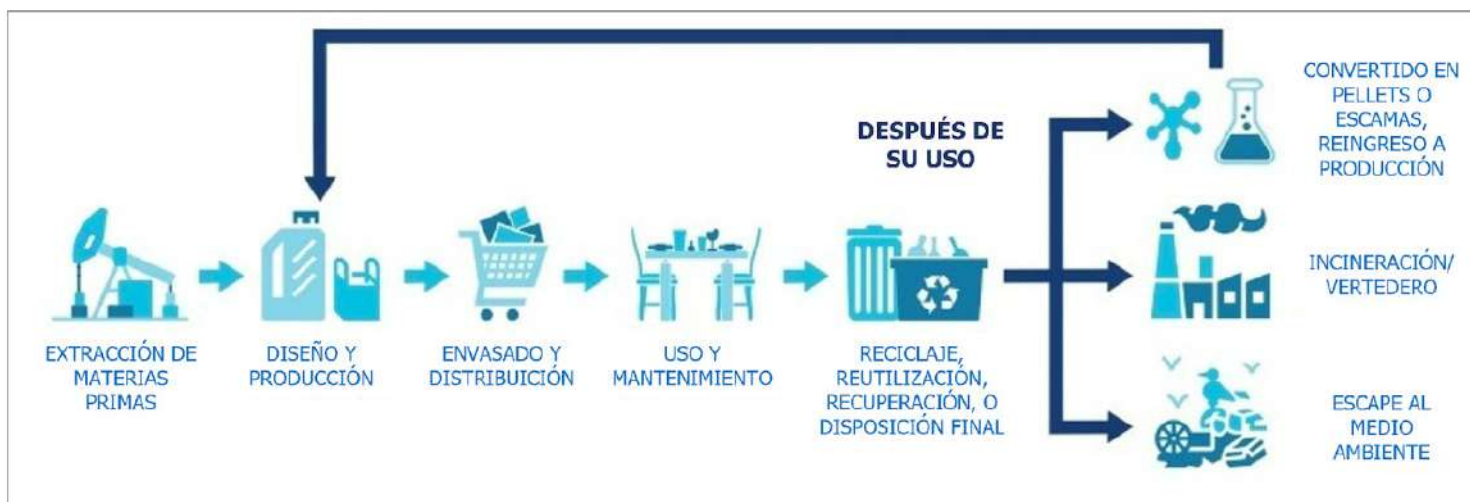 DESPUÉS DE
SU USO
CONVERTIDO EN
PELLETS O
ESCAMAS,
REINGRESO A
PRODUCCIÓN
INCINERACIÓN/
VERTEDERO
ESCAPE AL
MEDIO
AMBIENTE
EXTRACCIÓN DE
MATERIAS
PRIMAS
DISEÑO Y
PRODUCCIÓN
ENVASADO Y
DISTRIBUICIÓN
USO Y
MANTENIMIENTO
RECICLAJE,
REUTILIZACIÓN,
RECUPERACIÓN, O
DISPOSICIÓN FINAL